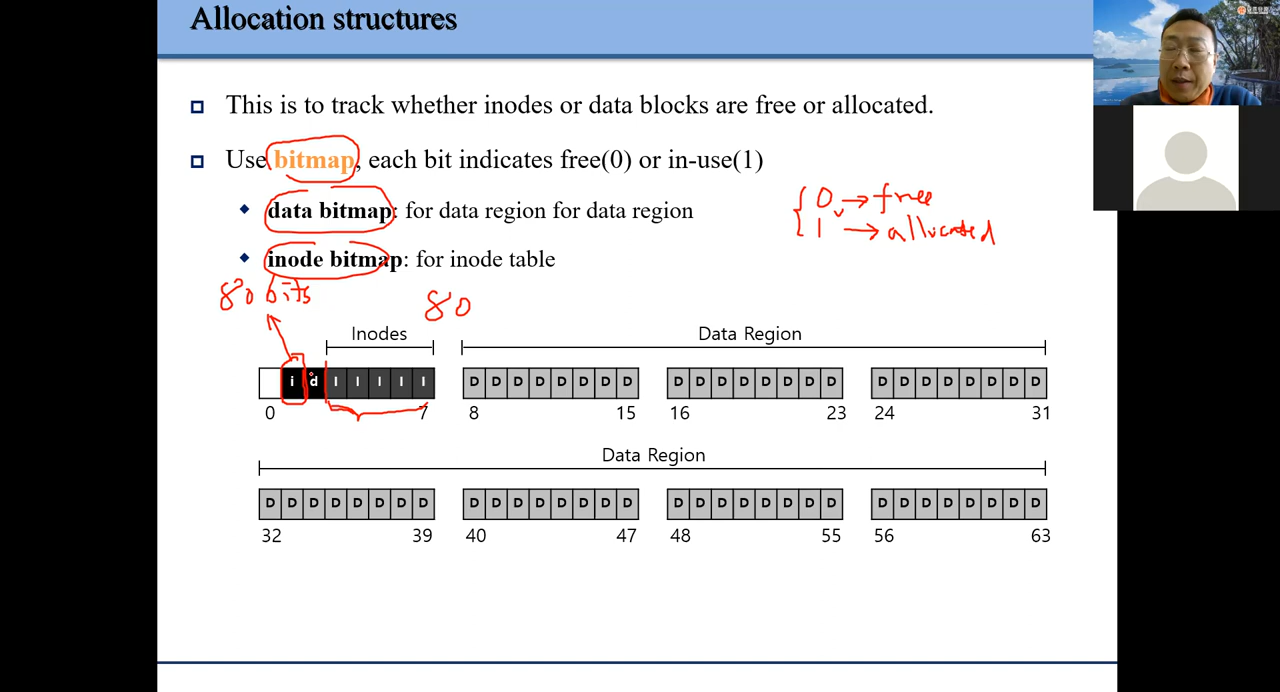 Allocation structures
This is to track whether inodes or data blocks are free or allocated.
Use bitmap, each bit indicates free(0) or in-use(1)
data bitmap: for data region for data region
0 → free
1 → allocated
inode bitmap: for inode table
80 bits
80
Inodes
Data Region
i d I I I I I D D D D D D D D D D D D D D D D D D D D D D D D
0 7 8 15 16 23 24 31
Data Region
D D D D D D D D D D D D D D D D D D D D D D D D D D D D D D D D
32 39 40 47 48 55 56 63